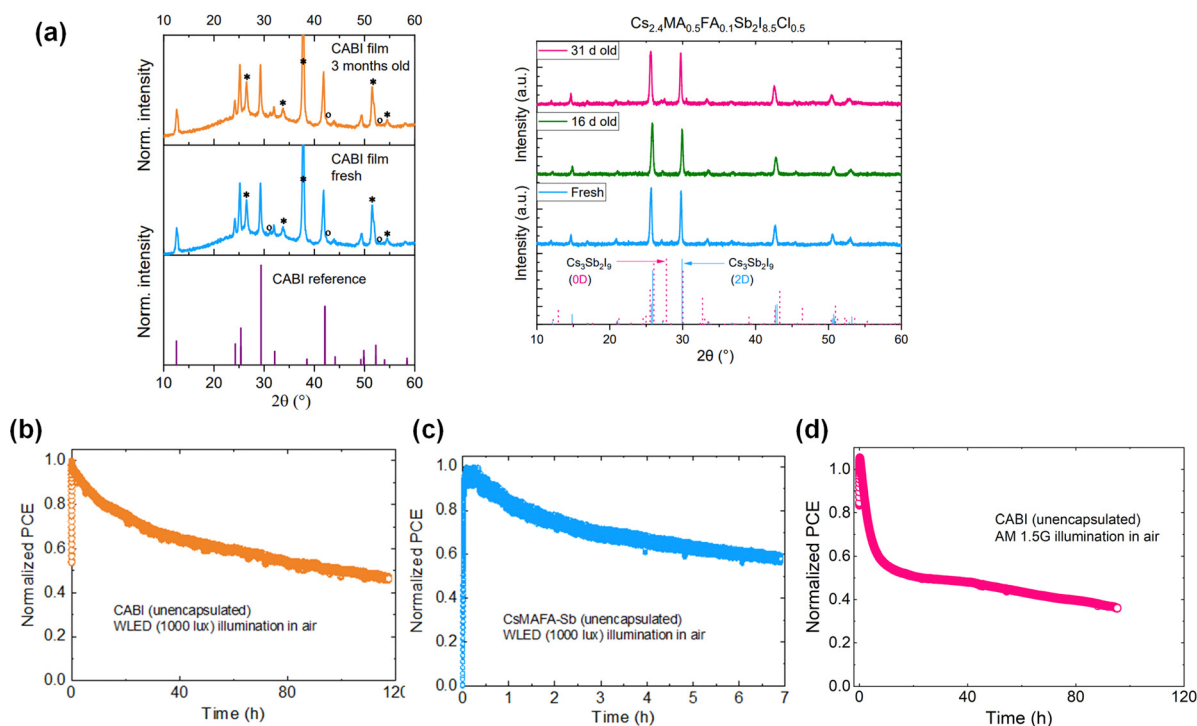 (a)
10 20 30 40 50 60
CABI film
3 months old
*
*
*
*
*
o
o
Norm. intensity
CABI film
fresh
*
*
*
*
*
o
o
o
Norm. intensity
CABI reference
Norm. intensity
10 20 30 40 50 60
2θ (°)
Cs2.4MA0.5FA0.1Sb2I8.5Cl0.5
10 20 30 40 50 60
31 d old
Intensity (a.u.)
16 d old
Intensity (a.u.)
Fresh
Intensity (a.u.)
Cs3Sb2I9
(0D)
Cs3Sb2I9
(2D)
10 20 30 40 50 60
2θ (°)
(b)
Normalized PCE
1.0
0.8
0.6
0.4
0.2
0.0
CABI (unencapsulated)
WLED (1000 lux) illumination in air
0 40 80 120
Time (h)
(c)
Normalized PCE
1.0
0.8
0.6
0.4
0.2
0.0
CsMAFA-Sb (unencapsulated)
WLED (1000 lux) illumination in air
0 1 2 3 4 5 6 7
Time (h)
(d)
Normalized PCE
1.0
0.8
0.6
0.4
0.2
0.0
CABI (unencapsulated)
AM 1.5G illumination in air
0 40 80 120
Time (h)